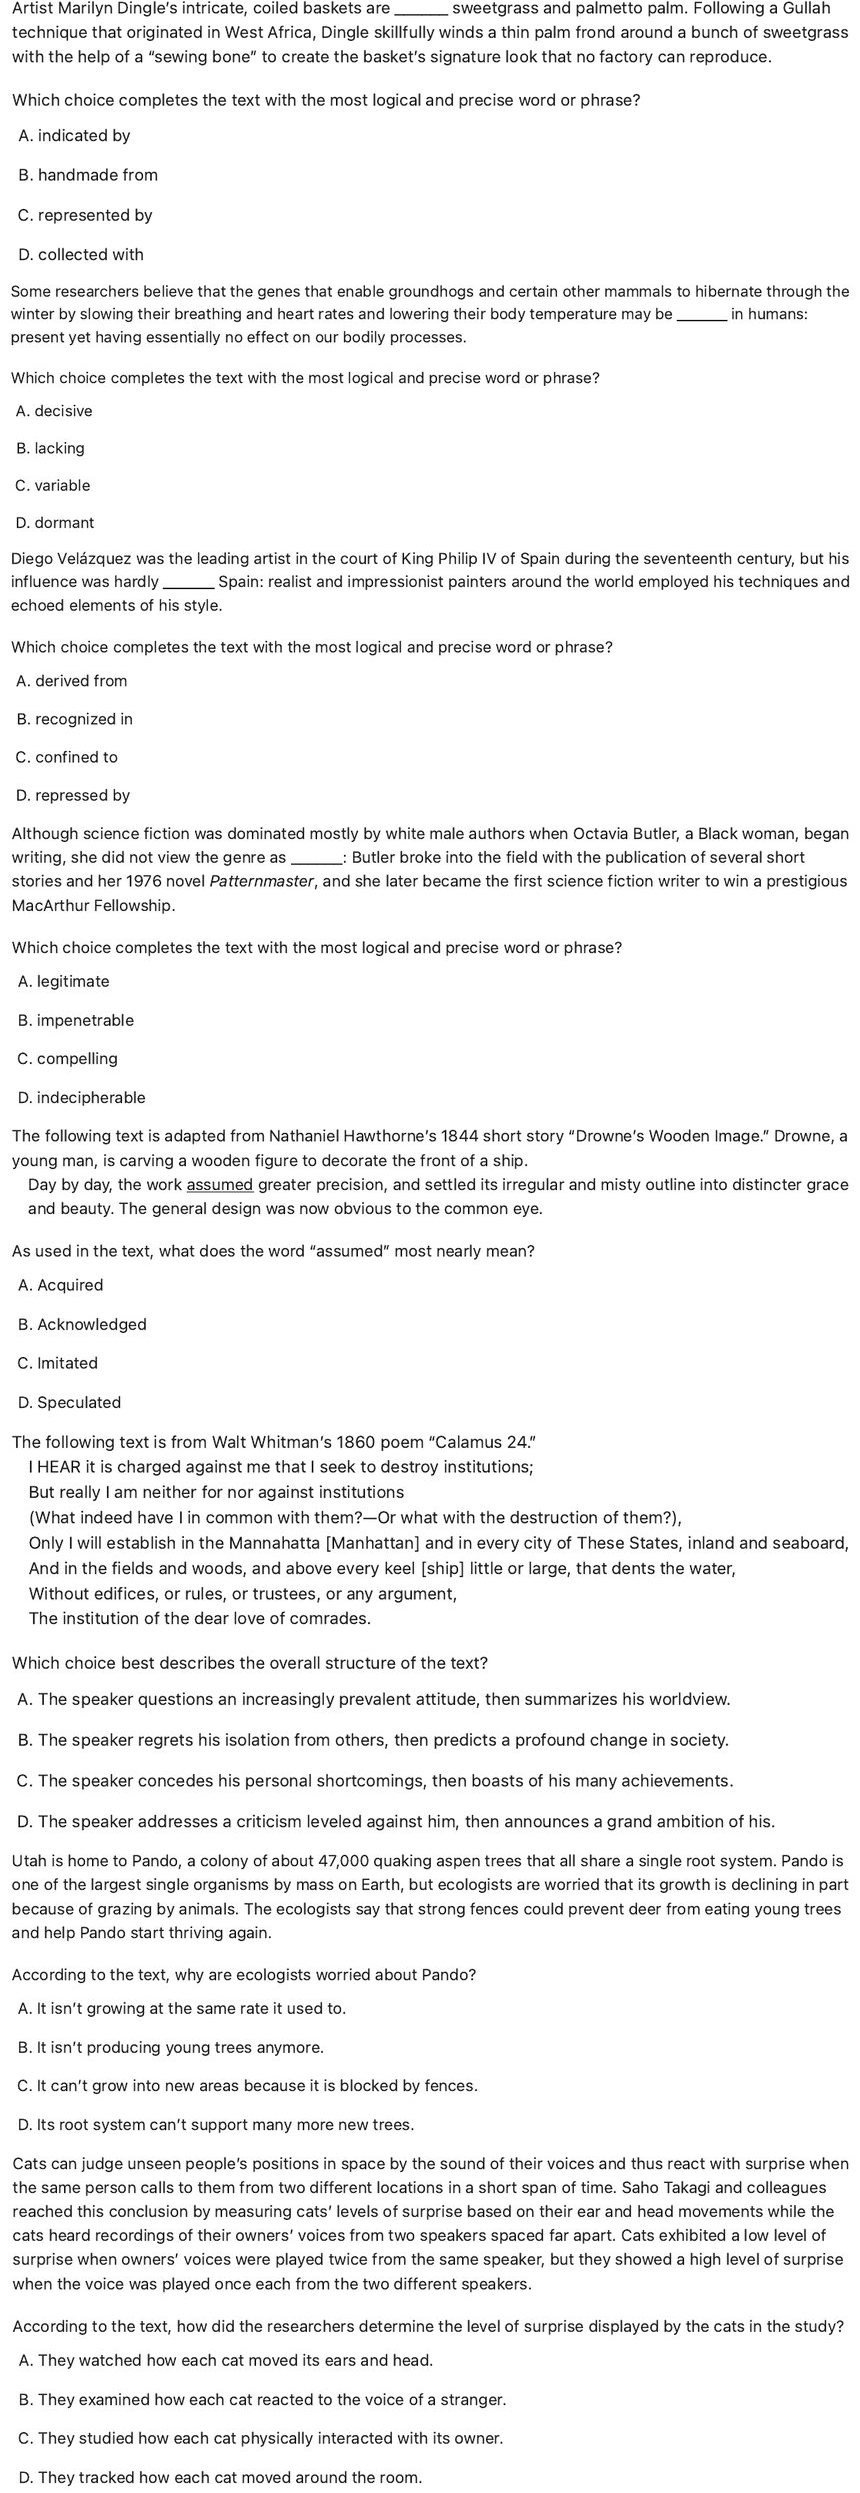 Artist Marilyn Dingle's intricate, coiled baskets are ______ sweetgrass and palmetto palm. Following a Gullah
technique that originated in West Africa, Dingle skillfully winds a thin palm frond around a bunch of sweetgrass
with the help of a “sewing bone” to create the basket's signature look that no factory can reproduce.
Which choice completes the text with the most logical and precise word or phrase?
A. indicated by
B. handmade from
C. represented by
D. collected with
Some researchers believe that the genes that enable groundhogs and certain other mammals to hibernate through the
winter by slowing their breathing and heart rates and lowering their body temperature may be ______ in humans:
present yet having essentially no effect on our bodily processes.
Which choice completes the text with the most logical and precise word or phrase?
A. decisive
B. lacking
C. variable
D. dormant
Diego Velázquez was the leading artist in the court of King Philip IV of Spain during the seventeenth century, but his
influence was hardly ______ Spain: realist and impressionist painters around the world employed his techniques and
echoed elements of his style.
Which choice completes the text with the most logical and precise word or phrase?
A. derived from
B. recognized in
C. confined to
D. repressed by
Although science fiction was dominated mostly by white male authors when Octavia Butler, a Black woman, began
writing, she did not view the genre as ______: Butler broke into the field with the publication of several short
stories and her 1976 novel Patternmaster, and she later became the first science fiction writer to win a prestigious
MacArthur Fellowship.
Which choice completes the text with the most logical and precise word or phrase?
A. legitimate
B. impenetrable
C. compelling
D. indecipherable
The following text is adapted from Nathaniel Hawthorne's 1844 short story “Drowne's Wooden Image.” Drowne, a
young man, is carving a wooden figure to decorate the front of a ship.
Day by day, the work assumed greater precision, and settled its irregular and misty outline into distincter grace
and beauty. The general design was now obvious to the common eye.
As used in the text, what does the word “assumed” most nearly mean?
A. Acquired
B. Acknowledged
C. Imitated
D. Speculated
The following text is from Walt Whitman's 1860 poem “Calamus 24.”
I HEAR it is charged against me that I seek to destroy institutions;
But really I am neither for nor against institutions
(What indeed have I in common with them?—Or what with the destruction of them?),
Only I will establish in the Mannahatta [Manhattan] and in every city of These States, inland and seaboard,
And in the fields and woods, and above every keel [ship] little or large, that dents the water,
Without edifices, or rules, or trustees, or any argument,
The institution of the dear love of comrades.
Which choice best describes the overall structure of the text?
A. The speaker questions an increasingly prevalent attitude, then summarizes his worldview.
B. The speaker regrets his isolation from others, then predicts a profound change in society.
C. The speaker concedes his personal shortcomings, then boasts of his many achievements.
D. The speaker addresses a criticism leveled against him, then announces a grand ambition of his.
Utah is home to Pando, a colony of about 47,000 quaking aspen trees that all share a single root system. Pando is
one of the largest single organisms by mass on Earth, but ecologists are worried that its growth is declining in part
because of grazing by animals. The ecologists say that strong fences could prevent deer from eating young trees
and help Pando start thriving again.
According to the text, why are ecologists worried about Pando?
A. It isn't growing at the same rate it used to.
B. It isn't producing young trees anymore.
C. It can't grow into new areas because it is blocked by fences.
D. Its root system can't support many more new trees.
Cats can judge unseen people's positions in space by the sound of their voices and thus react with surprise when
the same person calls to them from two different locations in a short span of time. Saho Takagi and colleagues
reached this conclusion by measuring cats' levels of surprise based on their ear and head movements while the
cats heard recordings of their owners' voices from two speakers spaced far apart. Cats exhibited a low level of
surprise when owners' voices were played twice from the same speaker, but they showed a high level of surprise
when the voice was played once each from the two different speakers.
According to the text, how did the researchers determine the level of surprise displayed by the cats in the study?
A. They watched how each cat moved its ears and head.
B. They examined how each cat reacted to the voice of a stranger.
C. They studied how each cat physically interacted with its owner.
D. They tracked how each cat moved around the room.